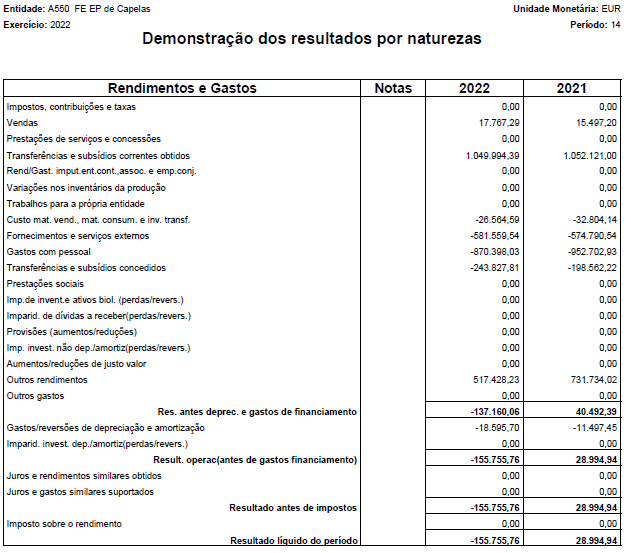 Entidade: A550 FE EP de Capelas Unidade Monetária: EUR
Exercício: 2022 Período: 14
Demonstração dos resultados por naturezas
Rendimentos e Gastos Notas 2022 2021
Impostos, contribuições e taxas 0,00 0,00
Vendas 17.767,29 15.497,20
Prestações de serviços e concessões 0,00 0,00
Transferências e subsídios correntes obtidos 1.049.994,39 1.052.121,00
Rend/Gast. imput.ent.cont.,assoc. e emp.conj. 0,00 0,00
Variações nos inventários da produção 0,00 0,00
Trabalhos para a própria entidade 0,00 0,00
Custo mat. vend., mat. consum. e inv. transf. -26.564,59 -32.804,14
Fornecimentos e serviços externos -581.559,54 -574.790,54
Gastos com pessoal -870.398,03 -952.702,93
Transferências e subsídios concedidos -243.827,81 -198.562,22
Prestações sociais 0,00 0,00
Imp.de invent.e ativos biol. (perdas/revers.) 0,00 0,00
Imparid. de dívidas a receber(perdas/revers.) 0,00 0,00
Provisões (aumentos/reduções) 0,00 0,00
Imp. invest. não dep./amortiz(perdas/revers.) 0,00 0,00
Aumentos/reduções de justo valor 0,00 0,00
Outros rendimentos 517.428,23 731.734,02
Outros gastos 0,00 0,00
Res. antes deprec. e gastos de financiamento -137.160,06 40.492,39
Gastos/reversões de depreciação e amortização -18.595,70 -11.497,45
Imparid. invest. dep./amortiz(perdas/revers.) 0,00 0,00
Result. operac(antes de gastos financiamento) -155.755,76 28.994,94
Juros e rendimentos similares obtidos 0,00 0,00
Juros e gastos similares suportados 0,00 0,00
Resultado antes de impostos -155.755,76 28.994,94
Imposto sobre o rendimento 0,00 0,00
Resultado líquido do período -155.755,76 28.994,94